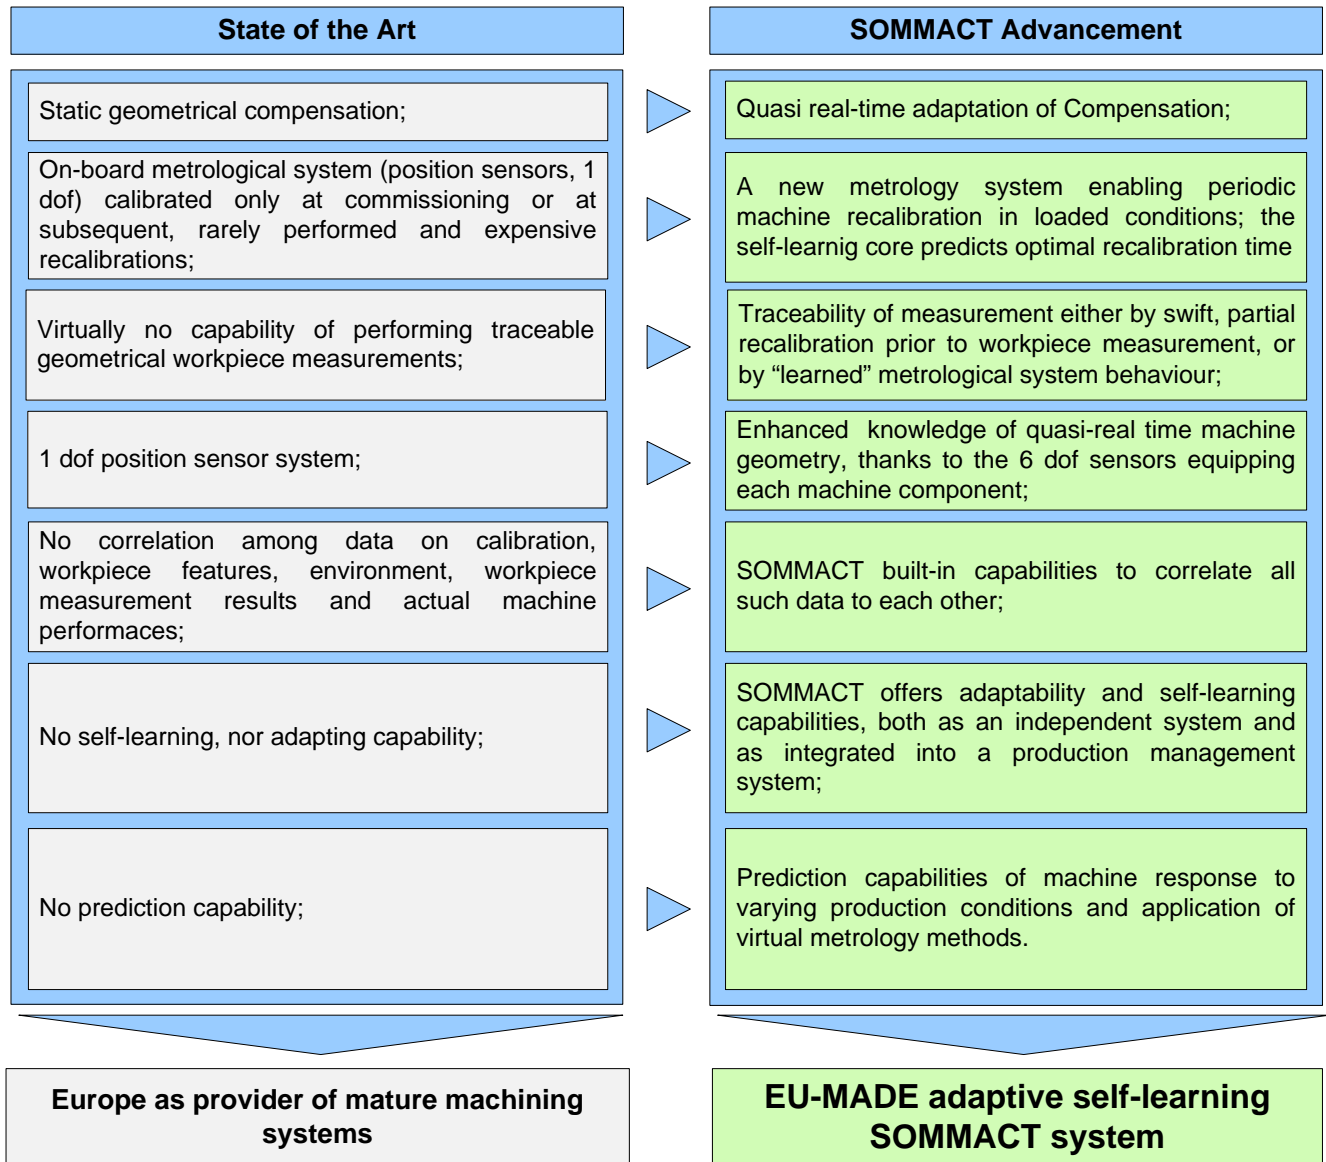 State of the Art
SOMMACT Advancement
Static geometrical compensation;
Quasi real-time adaptation of Compensation;
On-board metrological system (position sensors, 1
dof) calibrated only at commissioning or at
subsequent, rarely performed and expensive
recalibrations;
A new metrology system enabling periodic
machine recalibration in loaded conditions; the
self-learnig core predicts optimal recalibration time
Virtually no capability of performing traceable
geometrical workpiece measurements;
Traceability of measurement either by swift, partial
recalibration prior to workpiece measurement, or
by “learned” metrological system behaviour;
1 dof position sensor system;
Enhanced knowledge of quasi-real time machine
geometry, thanks to the 6 dof sensors equipping
each machine component;
No correlation among data on calibration,
workpiece features, environment, workpiece
measurement results and actual machine
performaces;
SOMMACT built-in capabilities to correlate all
such data to each other;
No self-learning, nor adapting capability;
SOMMACT offers adaptability and self-learning
capabilities, both as an independent system and
as integrated into a production management
system;
No prediction capability;
Prediction capabilities of machine response to
varying production conditions and application of
virtual metrology methods.
Europe as provider of mature machining
systems
EU-MADE adaptive self-learning
SOMMACT system